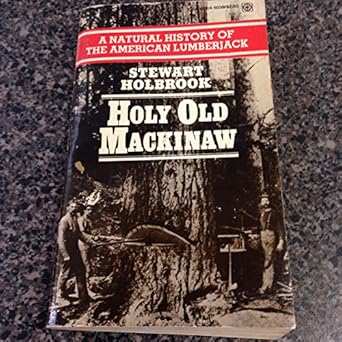 A NATURAL HISTORY OF
THE AMERICAN LUMBERJACK
STEWART
HOLBROOK
HOLY OLD
MACKINAW